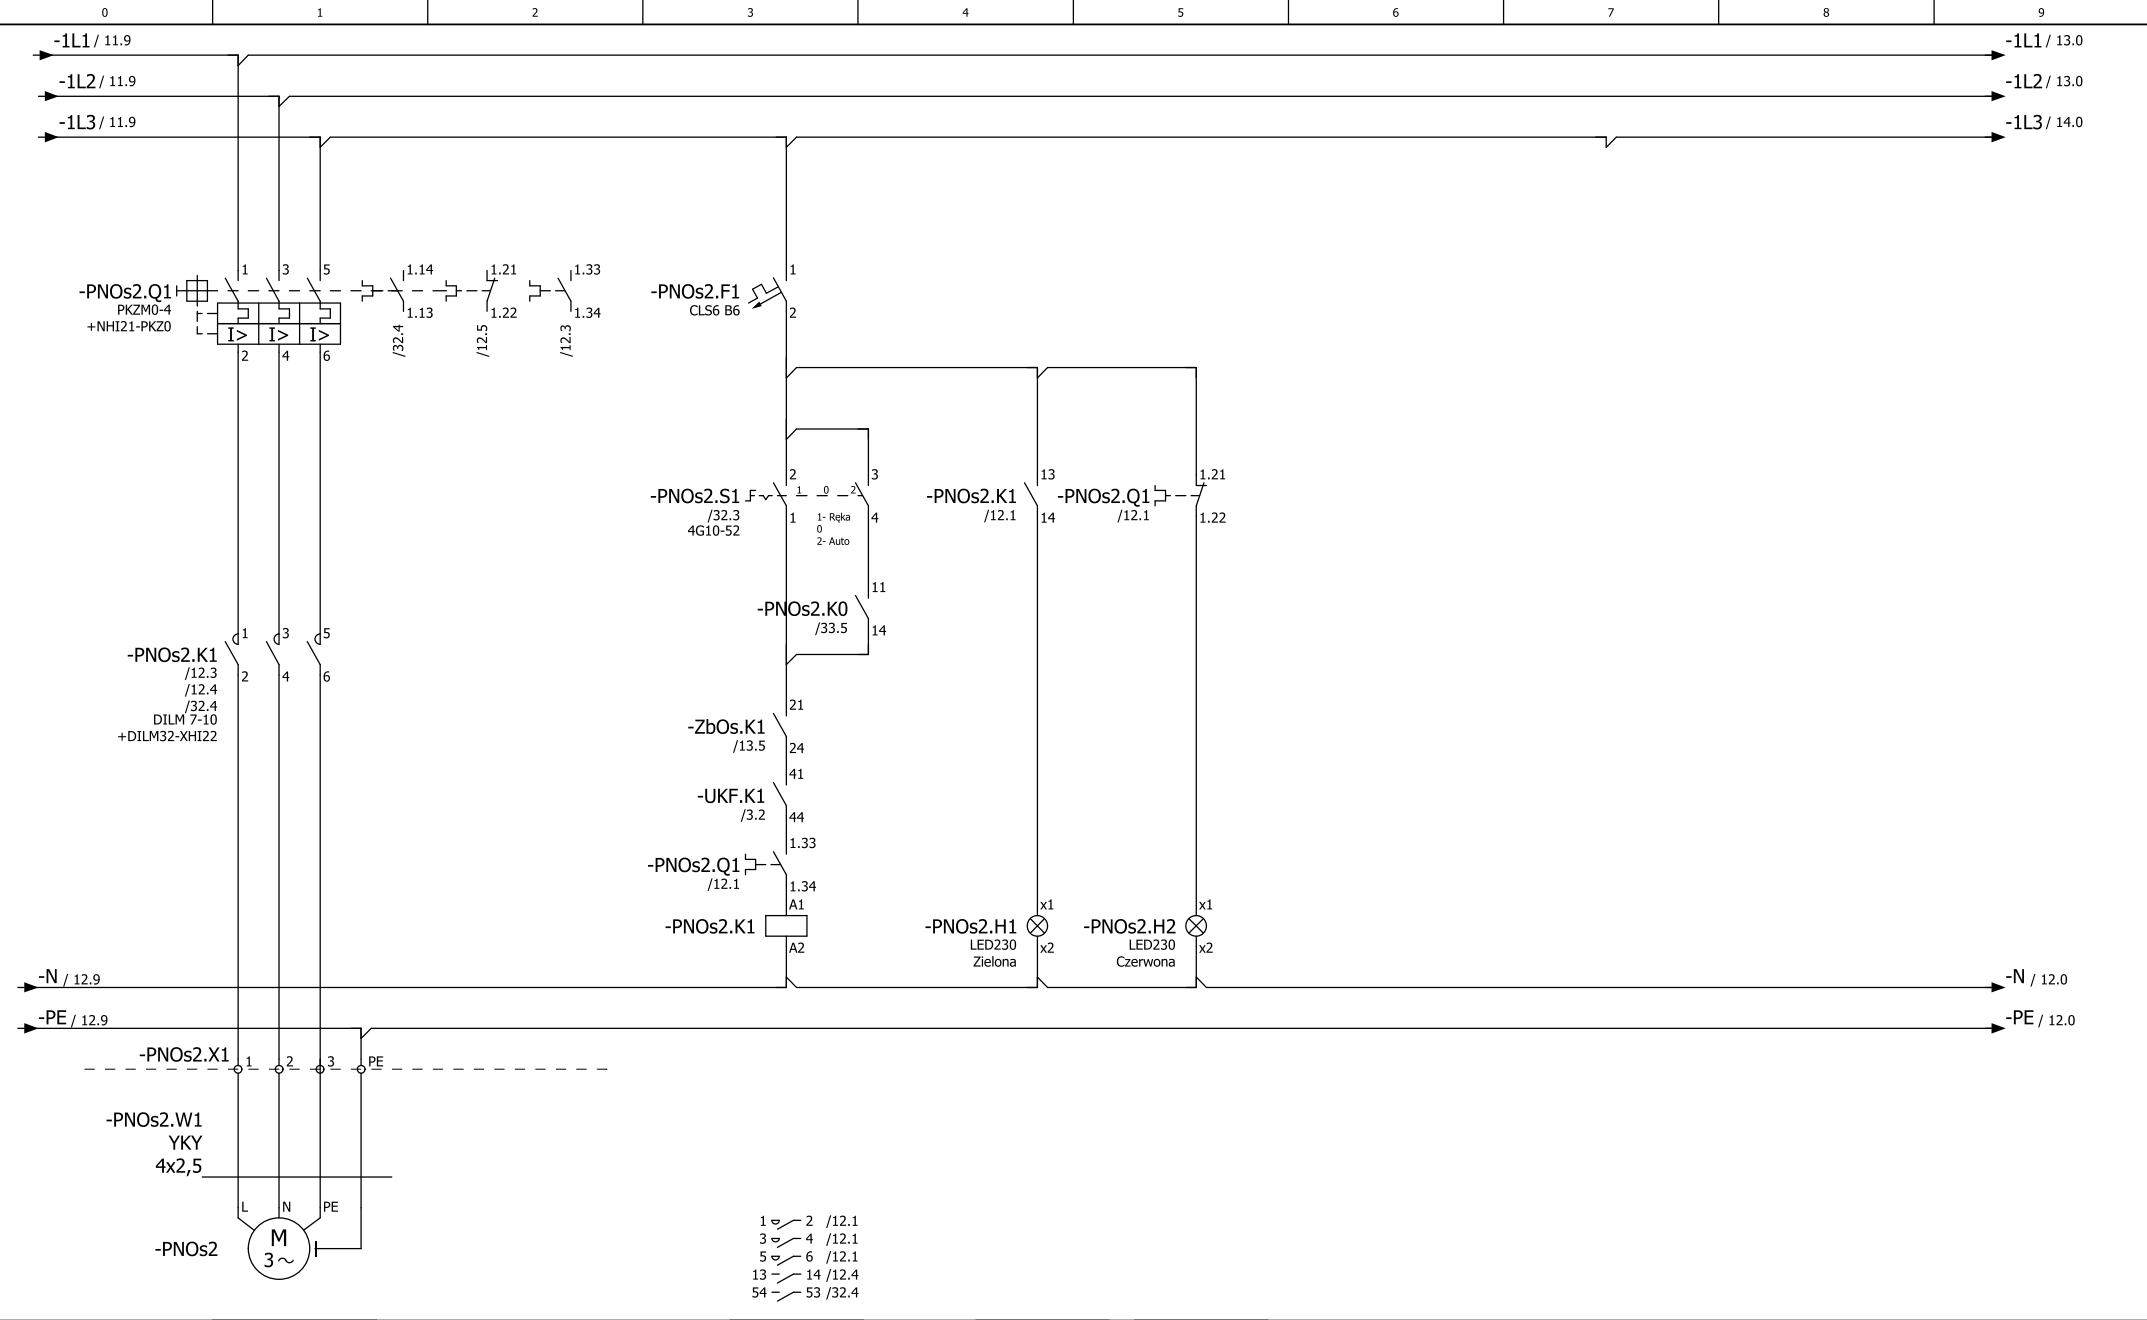 0 1 2 3 4 5 6 7 8 9
-1L1 / 11.9 -1L1 / 13.0
-1L2 / 11.9 -1L2 / 13.0
-1L3 / 11.9 -1L3 / 14.0
1 3 5 1.14 1.21 1.33 1
-PNOs2.Q1 -PNOs2.F1
PKZM0-4 1.13 1.22 1.34 CLS6 B6 2
+NHI21-PKZ0
I> I> I> /32.4 /12.5 /12.3
2 4 6
2 3 13 1.21
-PNOs2.S1 1 0 2 -PNOs2.K1 -PNOs2.Q1
/32.3 1 1- Ręka 4 /12.1 14 /12.1 1.22
4G10-52 0
2- Auto
11
-PNOs2.K0
/33.5 14
1 3 5
-PNOs2.K1
/12.3 2 4 6
/12.4
/32.4
DILM 7-10
+DILM32-XHI22
21
-ZbOs.K1
/13.5 24
41
-UKF.K1
/3.2 44
1.33
-PNOs2.Q1
/12.1 1.34
A1 x1 x1
-PNOs2.K1 -PNOs2.H1 -PNOs2.H2
A2 LED230 x2 LED230 x2
Zielona Czerwona
-N / 12.9 -N / 12.0
-PE / 12.9 -PE / 12.0
-PNOs2.X1 1 2 3 PE
-PNOs2.W1
YKY
4x2,5
L N PE
M
3~
-PNOs2
1 2 /12.1
3 4 /12.1
5 6 /12.1
13 14 /12.4
54 53 /32.4